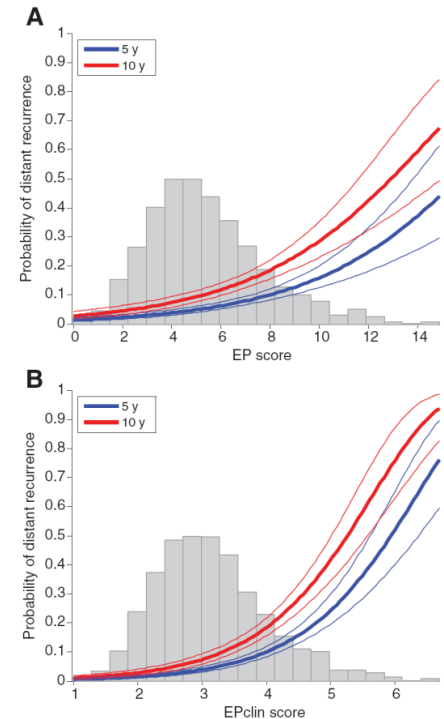 A
1
0.9
0.8
0.7
0.6
0.5
0.4
0.3
0.2
0.1
0
Probability of distant recurrence
5 y
10 y
0 2 4 6 8 10 12 14
EP score
B
1
0.9
0.8
0.7
0.6
0.5
0.4
0.3
0.2
0.1
0
Probability of distant recurrence
5 y
10 y
1 2 3 4 5 6
EPclin score